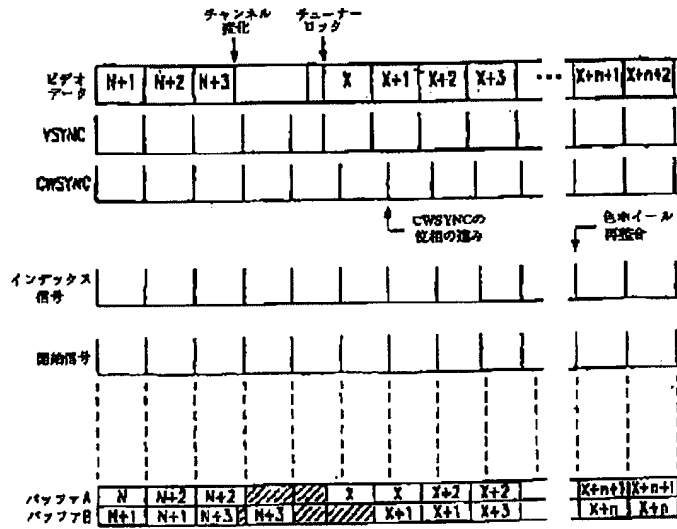 チャンネル
変化
チューナー
ロック
ビデオ
データ
N+1 N+2 N+3 X X+1 X+2 X+3 ... X+n+1 X+n+2
VSYNC
CWSYNC
CWSYNCの
位相の進み
色ホイール
再整合
インデックス
信号
開始信号
バッファA N N+2 N+2 X X X+2 X+2 X+n+1 X+n+1
バッファB N+1 N+1 N+3 N+3 X+1 X+1 X+3 X+n X+n